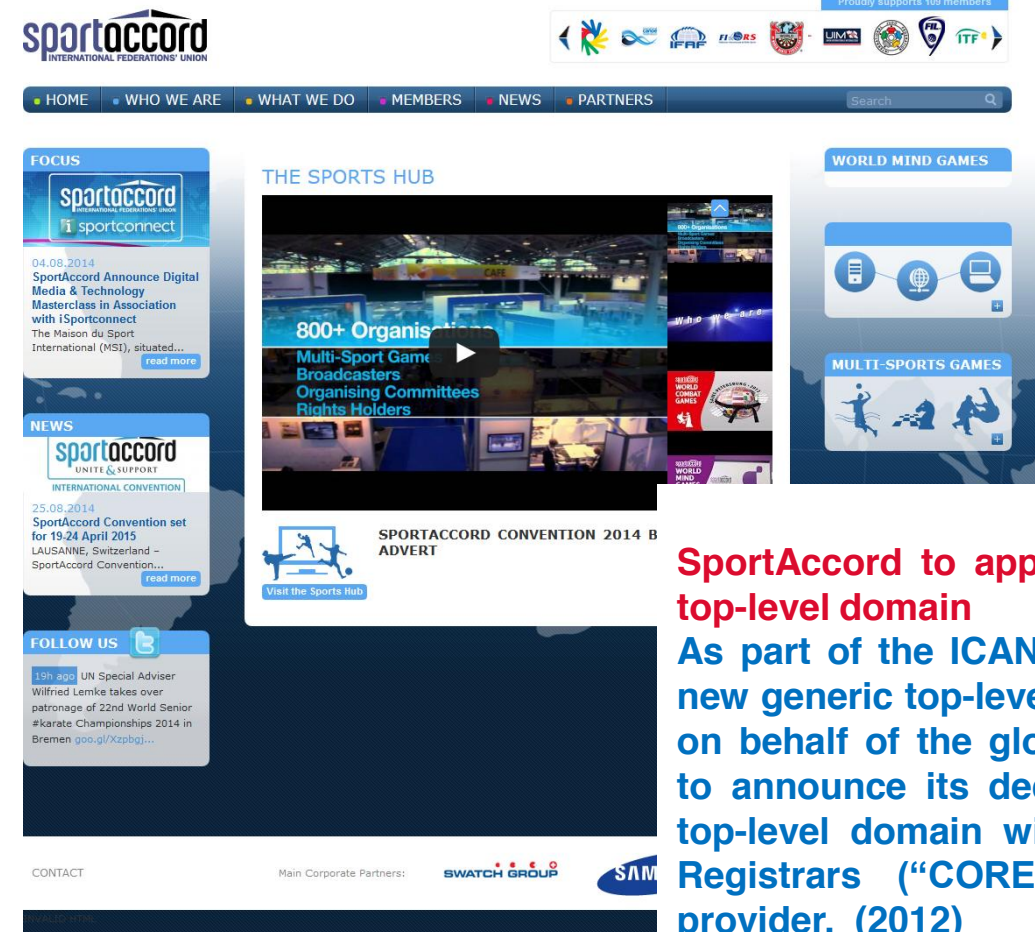 Proudly supports 109 members
sportaccord
INTERNATIONAL FEDERATIONS' UNION
IFAF
FISRS
UIM
FIL
ITF
HOME
WHO WE ARE
WHAT WE DO
MEMBERS
NEWS
PARTNERS
Search
FOCUS
sportaccord
INTERNATIONAL FEDERATIONS' UNION
i sportconnect
04.08.2014
SportAccord Announce Digital
Media & Technology
Masterclass in Association
with iSportconnect
The Maison du Sport
International (MSI), situated...
read more
NEWS
sportaccord
UNITE & SUPPORT
INTERNATIONAL CONVENTION
25.08.2014
SportAccord Convention set
for 19-24 April 2015
LAUSANNE, Switzerland –
SportAccord Convention...
read more
FOLLOW US
19h ago UN Special Adviser
Wilfried Lemke takes over
patronage of 22nd World Senior
#karate Championships 2014 in
Bremen goo.gl/Xzpbgj...
THE SPORTS HUB
CAFE
800+ Organisations
Multi-Sport Games
Broadcasters
Organising Committees
Rights Holders
800+ Organisations
Who we are
WORLD
COMBAT
GAMES
WORLD
MIND
GAMES
Visit the Sports Hub
SPORTACCORD CONVENTION 2014 B
ADVERT
WORLD MIND GAMES
MULTI-SPORTS GAMES
SportAccord to app
top-level domain
As part of the ICAN
new generic top-leve
on behalf of the glo
to announce its dec
top-level domain wi
Registrars (“CORE
provider. (2012)
CONTACT
Main Corporate Partners:
SWATCH GROUP
SAM
INVALID HTML